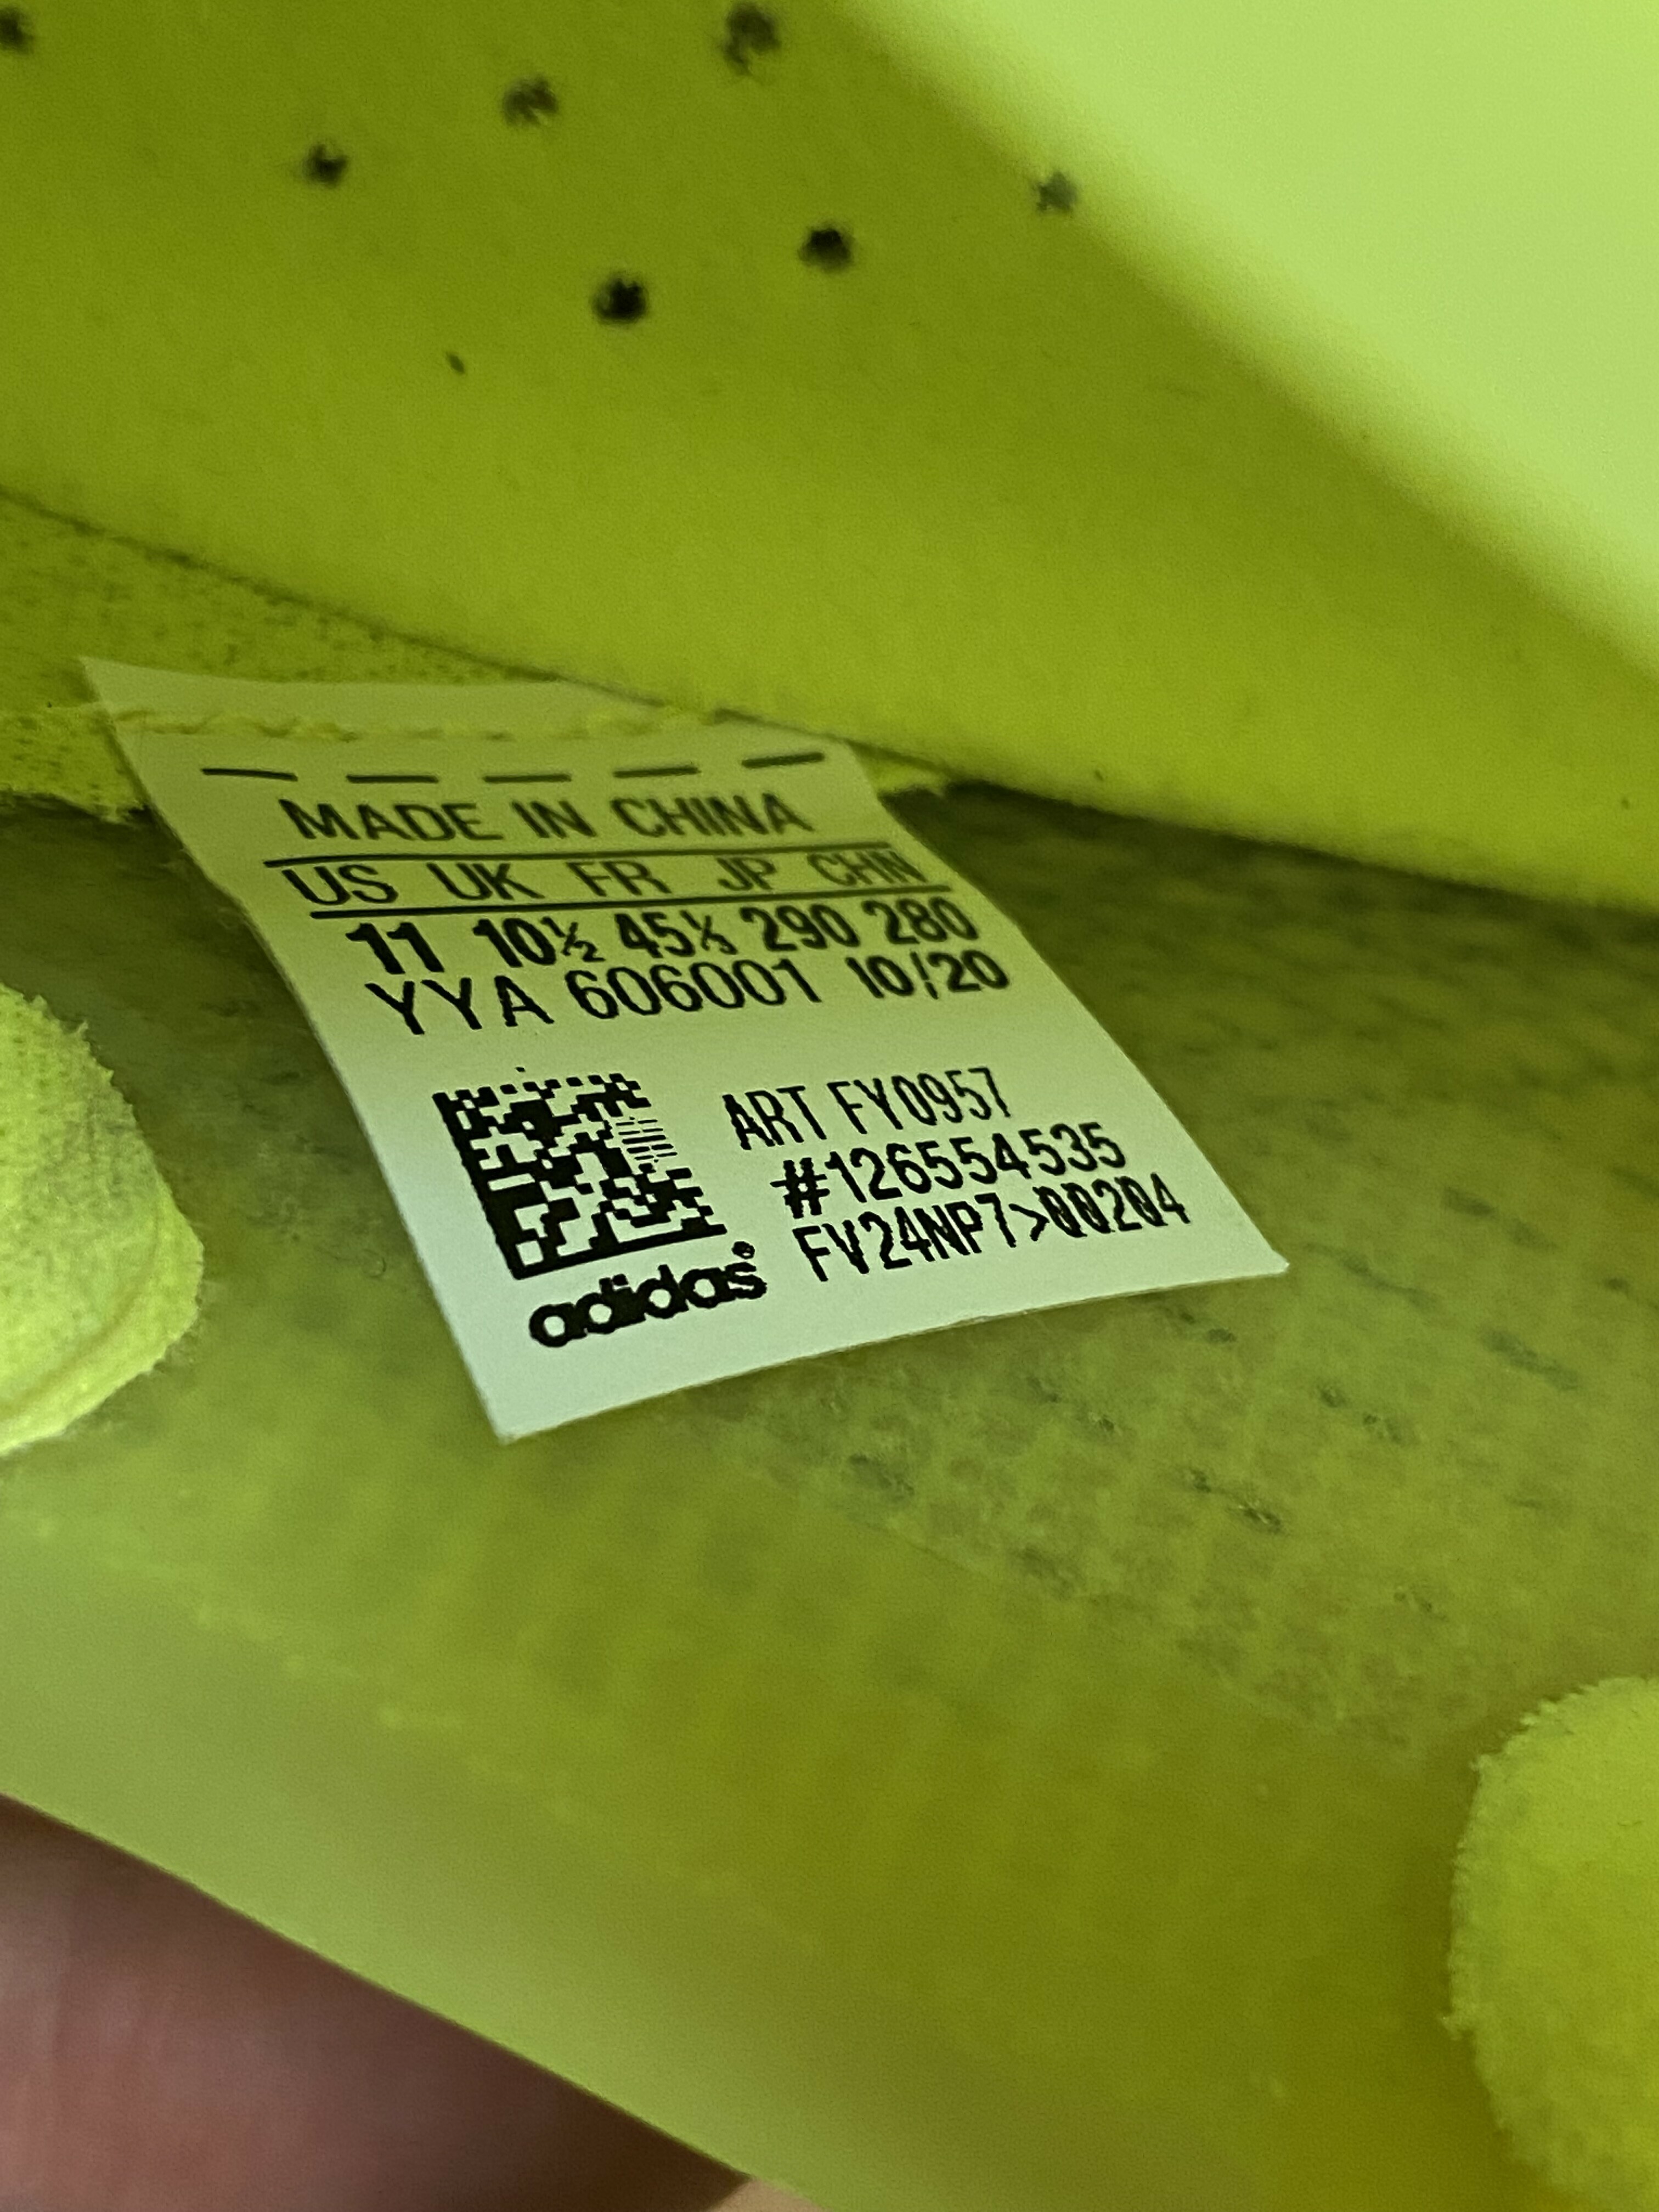 MADE IN CHINA
US UK FR JP CHN
11 10½ 45⅓ 290 280
YYA 606001 10/20
ART FY0957
#126554535
FV24NP7>00204
adidas®